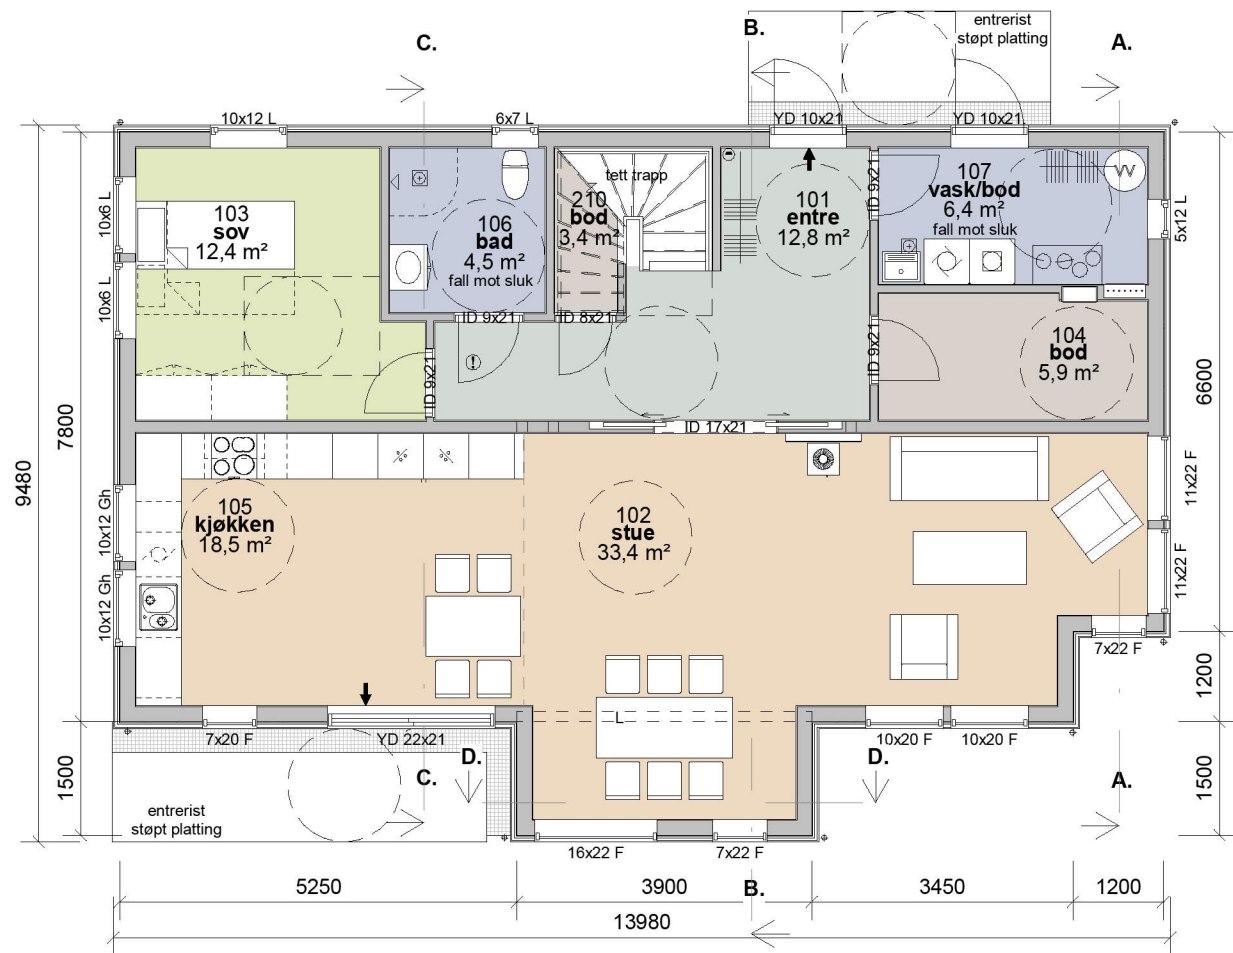 B.
entrerist
støpt platting
C.
A.
10x12 L
6x7 L
YD 10x21
YD 10x21
tett trapp
103
sov
12,4 m²
106
bad
4,5 m²
fall mot sluk
210
bod
3,4 m²
101
entre
12,8 m²
107
vask/bod
6,4 m²
fall mot sluk
W
10x6 L
10x6 L
5x12 L
ID 9x21
ID 9x21
ID 8x21
ID 9x21
ID 9x21
104
bod
5,9 m²
ID 17x21
7800
9480
1500
6600
1200
1500
105
kjøkken
18,5 m²
102
stue
33,4 m²
10x12 Gh
10x12 Gh
11x22 F
11x22 F
7x22 F
L
7x20 F
YD 22x21
10x20 F
10x20 F
D.
D.
C.
A.
entrerist
støpt platting
16x22 F
7x22 F
5250
3900
B.
3450
1200
13980